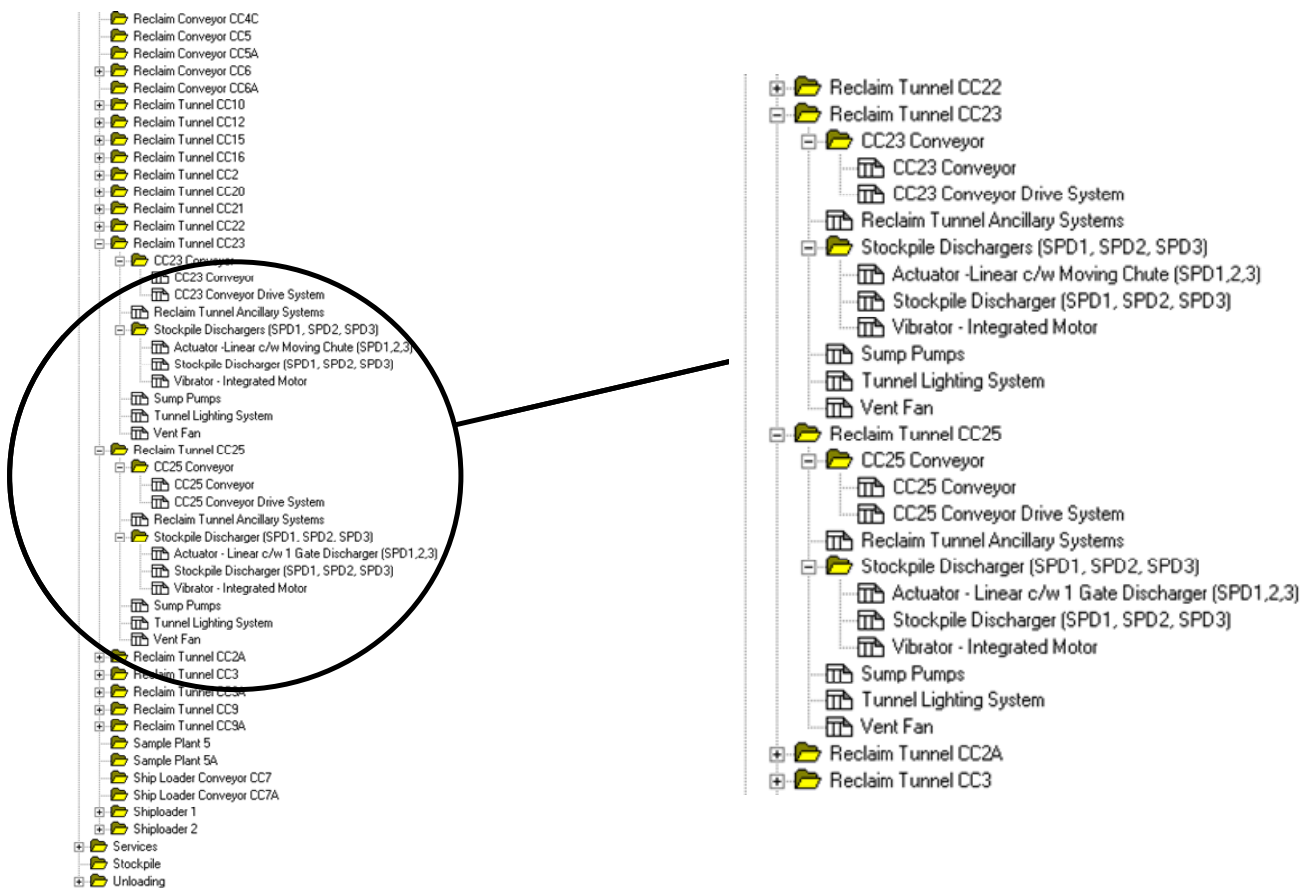 Reclaim Conveyor CC4C
Reclaim Conveyor CC5
Reclaim Conveyor CC5A
Reclaim Conveyor CC6
Reclaim Conveyor CC6A
Reclaim Tunnel CC10
Reclaim Tunnel CC12
Reclaim Tunnel CC15
Reclaim Tunnel CC16
Reclaim Tunnel CC2
Reclaim Tunnel CC20
Reclaim Tunnel CC21
Reclaim Tunnel CC22
Reclaim Tunnel CC23
CC23 Conveyor
CC23 Conveyor
CC23 Conveyor Drive System
Reclaim Tunnel Ancillary Systems
Stockpile Dischargers (SPD1, SPD2, SPD3)
Actuator -Linear c/w Moving Chute (SPD1,2,3)
Stockpile Discharger (SPD1, SPD2, SPD3)
Vibrator - Integrated Motor
Sump Pumps
Tunnel Lighting System
Vent Fan
Reclaim Tunnel CC25
CC25 Conveyor
CC25 Conveyor
CC25 Conveyor Drive System
Reclaim Tunnel Ancillary Systems
Stockpile Discharger (SPD1, SPD2, SPD3)
Actuator - Linear c/w 1 Gate Discharger (SPD1,2,3)
Stockpile Discharger (SPD1, SPD2, SPD3)
Vibrator - Integrated Motor
Sump Pumps
Tunnel Lighting System
Vent Fan
Reclaim Tunnel CC2A
Reclaim Tunnel CC3
Reclaim Tunnel CC3A
Reclaim Tunnel CC9
Reclaim Tunnel CC9A
Sample Plant 5
Sample Plant 5A
Ship Loader Conveyor CC7
Ship Loader Conveyor CC7A
Shiploader 1
Shiploader 2
Services
Stockpile
Unloading
Reclaim Tunnel CC22
Reclaim Tunnel CC23
CC23 Conveyor
CC23 Conveyor
CC23 Conveyor Drive System
Reclaim Tunnel Ancillary Systems
Stockpile Dischargers (SPD1, SPD2, SPD3)
Actuator -Linear c/w Moving Chute (SPD1,2,3)
Stockpile Discharger (SPD1, SPD2, SPD3)
Vibrator - Integrated Motor
Sump Pumps
Tunnel Lighting System
Vent Fan
Reclaim Tunnel CC25
CC25 Conveyor
CC25 Conveyor
CC25 Conveyor Drive System
Reclaim Tunnel Ancillary Systems
Stockpile Discharger (SPD1, SPD2, SPD3)
Actuator - Linear c/w 1 Gate Discharger (SPD1,2,3)
Stockpile Discharger (SPD1, SPD2, SPD3)
Vibrator - Integrated Motor
Sump Pumps
Tunnel Lighting System
Vent Fan
Reclaim Tunnel CC2A
Reclaim Tunnel CC3